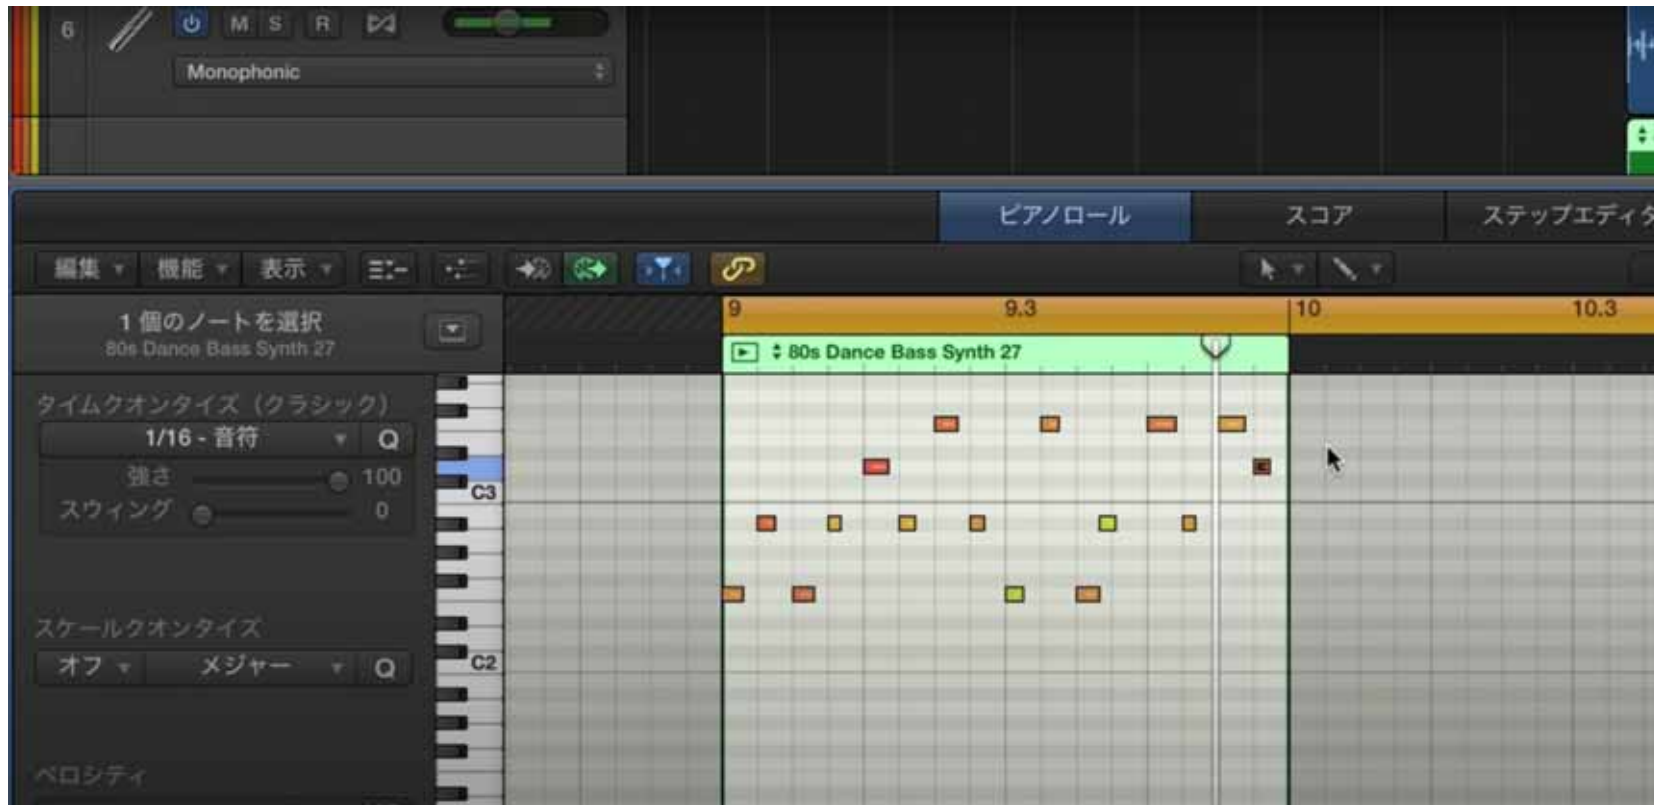 6
M S R
Monophonic
ピアノロール スコア ステップエディタ
編集 機能 表示
1 個のノートを選択
80s Dance Bass Synth 27
9 9.3 10 10.3
80s Dance Bass Synth 27
タイムクオンタイズ（クラシック）
1/16 - 音符 Q
強さ 100
スウィング 0
C3
スケールクオンタイズ
オフ メジャー Q
C2
ベロシティ